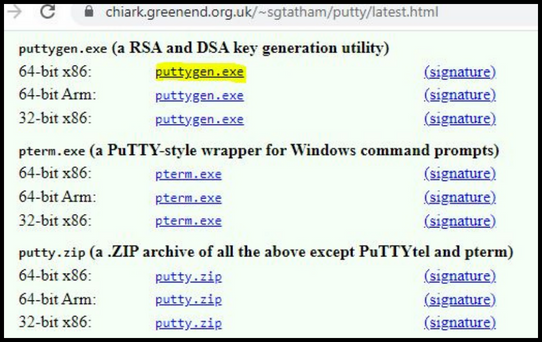 chiark.greenend.org.uk/~sgtatham/putty/latest.html
puttygen.exe (a RSA and DSA key generation utility)
64-bit x86: puttygen.exe (signature)
64-bit Arm: puttygen.exe (signature)
32-bit x86: puttygen.exe (signature)
pterm.exe (a PuTTY-style wrapper for Windows command prompts)
64-bit x86: pterm.exe (signature)
64-bit Arm: pterm.exe (signature)
32-bit x86: pterm.exe (signature)
putty.zip (a .ZIP archive of all the above except PuTTYtel and pterm)
64-bit x86: putty.zip (signature)
64-bit Arm: putty.zip (signature)
32-bit x86: putty.zip (signature)